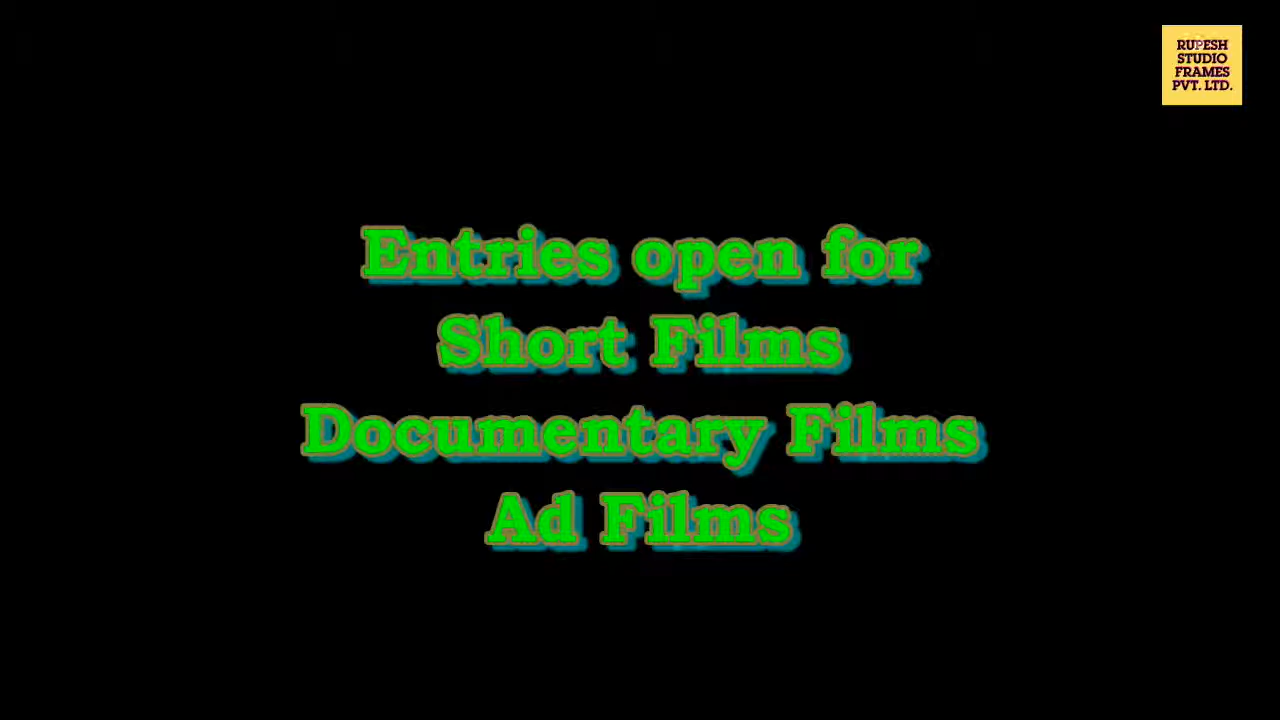 RUPESH
STUDIO
FRAMES
PVT. LTD.
Entries open for
Short Films
Documentary Films
Ad Films